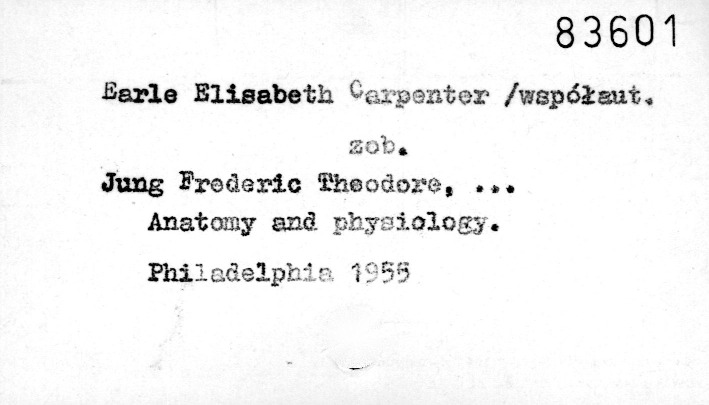 83601
Earle Elisabeth Carpenter /współaut.
zob.
Jung Frederic Theodore, ...
Anatomy and physiology.
Philadelphia 1955